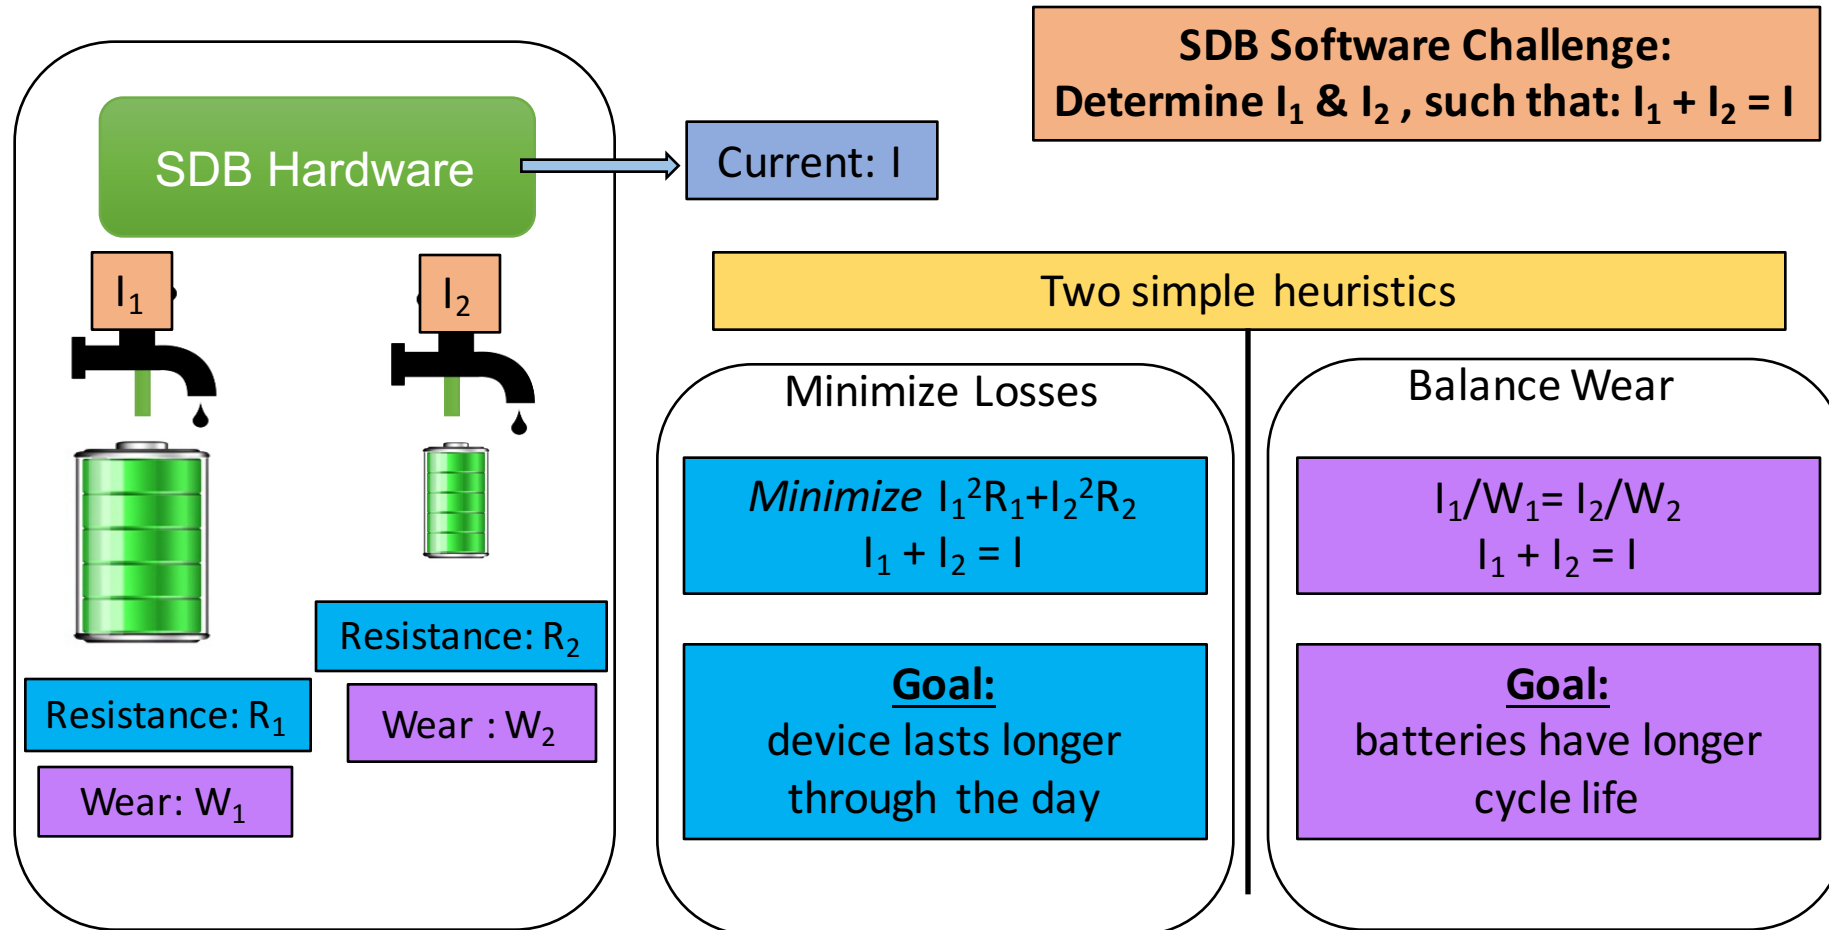 SDB Software Challenge:
Determine I₁ & I₂ , such that: I₁ + I₂ = I
SDB Hardware
Current: I
I₁
I₂
Resistance: R₂
Resistance: R₁
Wear : W₂
Wear: W₁
Two simple heuristics
Minimize Losses
Minimize I₁²R₁+I₂²R₂
I₁ + I₂ = I
Goal:
device lasts longer
through the day
Balance Wear
I₁/W₁= I₂/W₂
I₁ + I₂ = I
Goal:
batteries have longer
cycle life